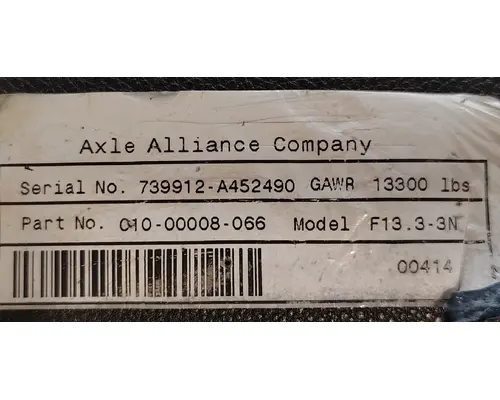 Axle Alliance Company
Serial No. 739912-A452490 GAWR 13300 lbs
Part No. 010-00008-066 Model F13.3-3N
00414